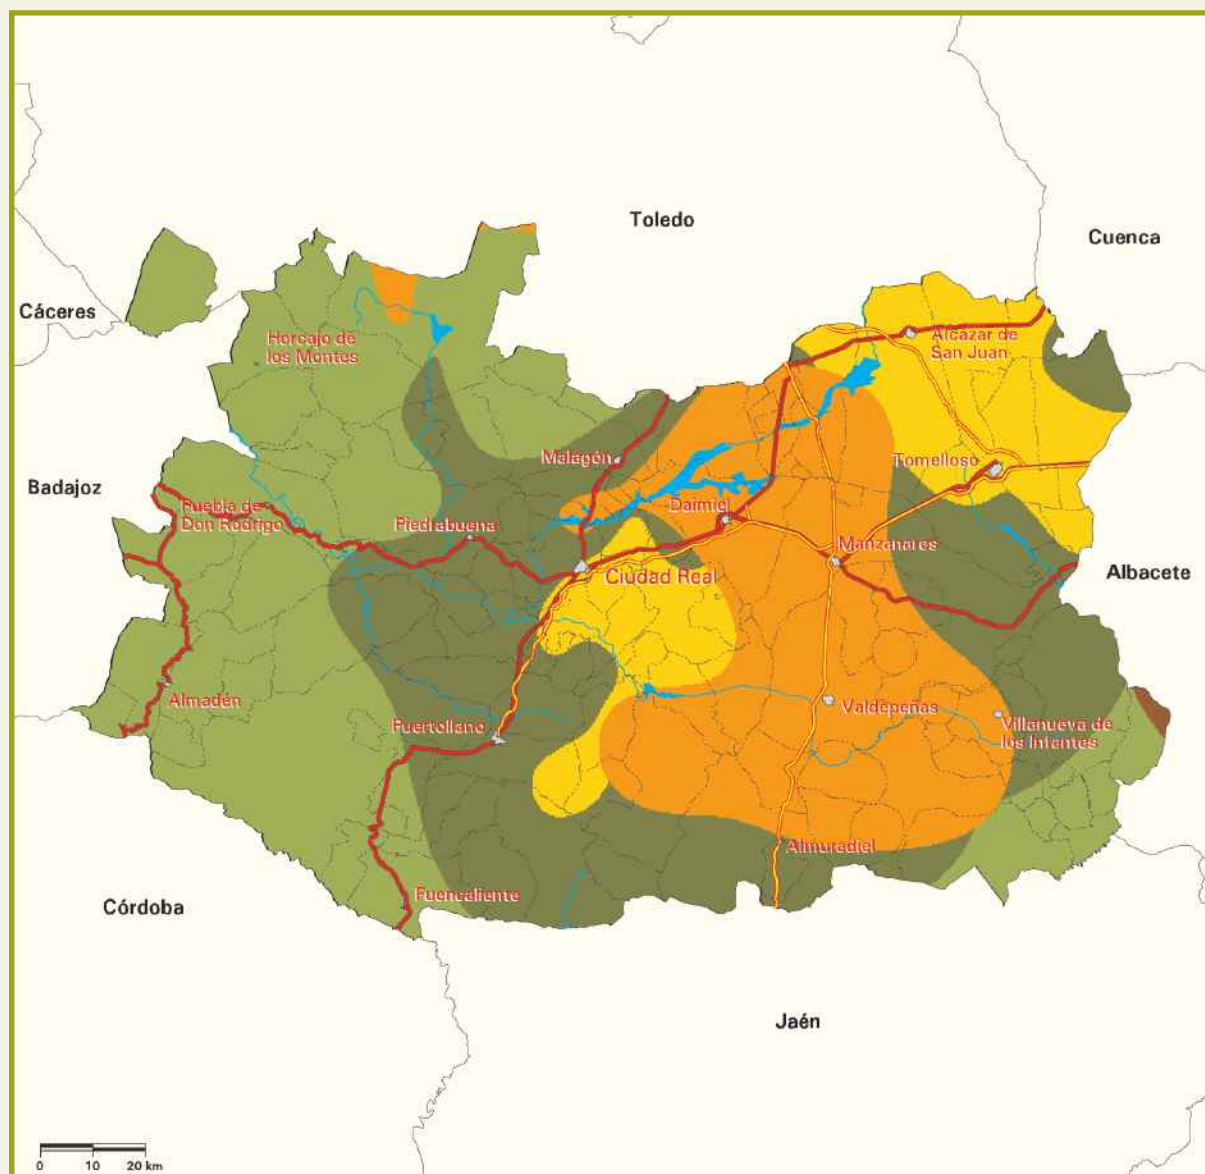 Toledo
Cuenca
Cáceres
Horcajo de
los Montes
Alcázar de
San Juan
Badajoz
Malagón
Tomelloso
Puebla de
Don Rodrigo
Piedrabuena
Daimiel
Manzanares
Ciudad Real
Albacete
Almadén
Puertollano
Valdepeñas
Villanueva de
los Infantes
Almuradiel
Fuencaliente
Córdoba
Jaén
0 10 20 km